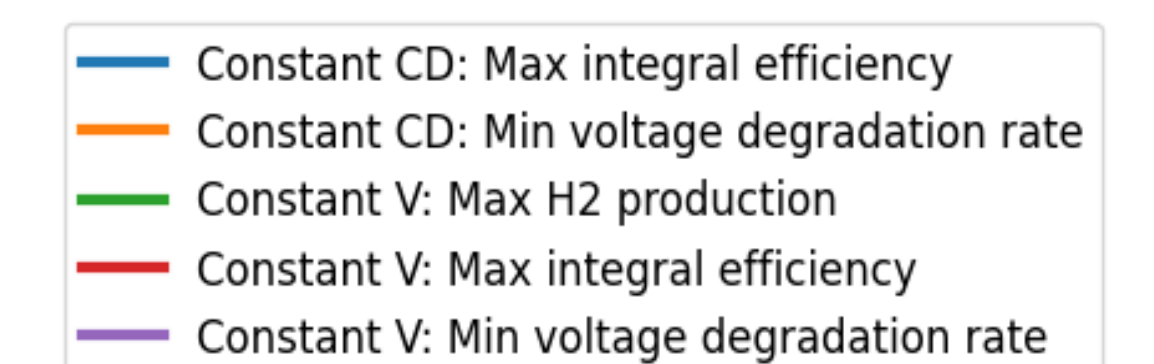 Constant CD: Max integral efficiency
Constant CD: Min voltage degradation rate
Constant V: Max H2 production
Constant V: Max integral efficiency
Constant V: Min voltage degradation rate